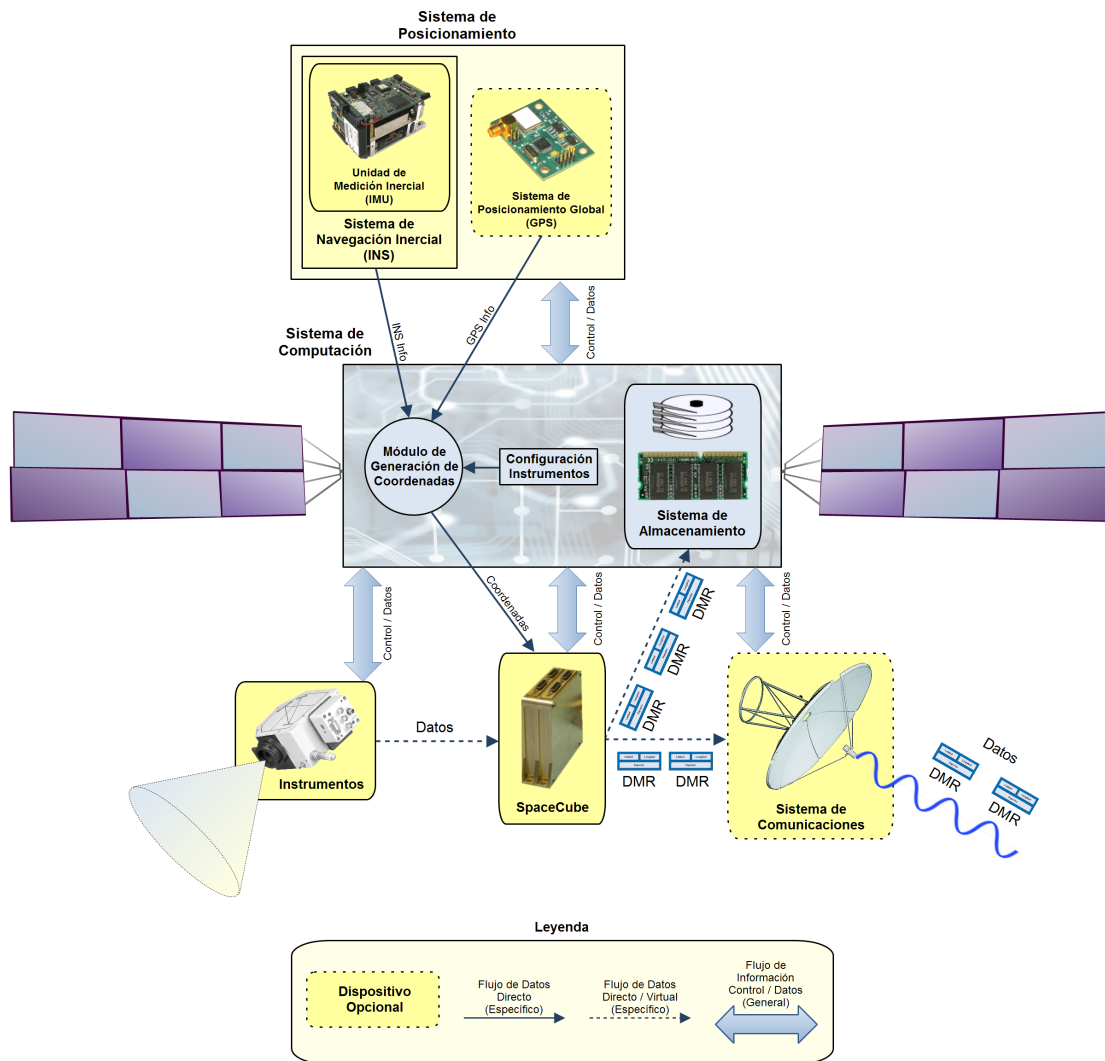 Sistema de
Posicionamiento
Unidad de
Medición Inercial
(IMU)
Sistema de
Navegación Inercial
(INS)
Sistema de
Posicionamiento Global
(GPS)
INS Info
GPS Info
Control / Datos
Sistema de
Computación
Módulo de
Generación de
Coordenadas
Configuración
Instrumentos
Sistema de
Almacenamiento
Control / Datos
Coordenadas
Control / Datos
Control / Datos
DMR
DMR
DMR
Instrumentos
Datos
SpaceCube
DMR
DMR
Sistema de
Comunicaciones
Datos
DMR
DMR
Leyenda
Dispositivo
Opcional
Flujo de Datos
Directo
(Específico)
Flujo de Datos
Directo / Virtual
(Específico)
Flujo de
Información
Control / Datos
(General)